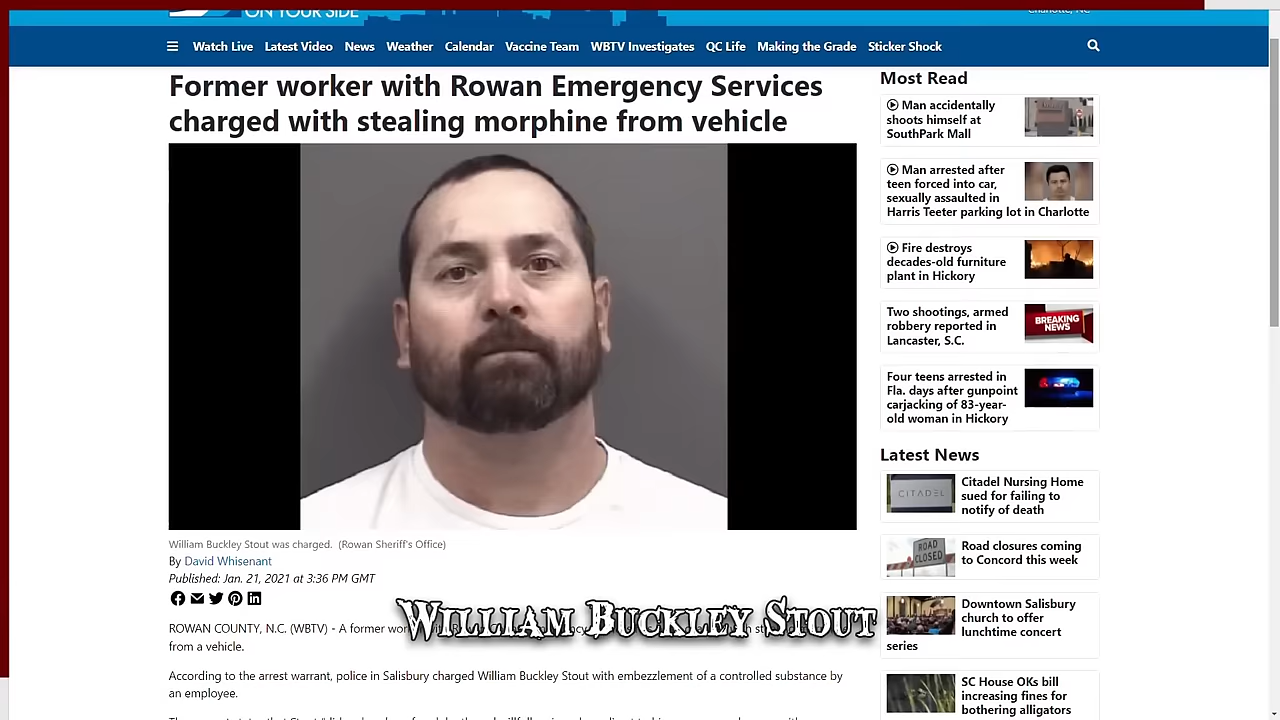 ON YOUR SIDE
Charlotte, NC
Watch Live Latest Video News Weather Calendar Vaccine Team WBTV Investigates QC Life Making the Grade Sticker Shock
Former worker with Rowan Emergency Services
charged with stealing morphine from vehicle
William Buckley Stout was charged. (Rowan Sheriff's Office)
By David Whisenant
Published: Jan. 21, 2021 at 3:36 PM GMT
William Buckley Stout
ROWAN COUNTY, N.C. (WBTV) - A former
from a vehicle.
According to the arrest warrant, police in Salisbury charged William Buckley Stout with embezzlement of a controlled substance by
an employee.
Most Read
Man accidentally
shoots himself at
SouthPark Mall
Man arrested after
teen forced into car,
sexually assaulted in
Harris Teeter parking lot in Charlotte
Fire destroys
decades-old furniture
plant in Hickory
Two shootings, armed
robbery reported in
Lancaster, S.C.
BREAKING
NEWS
Four teens arrested in
Fla. days after gunpoint
carjacking of 83-year-
old woman in Hickory
Latest News
CITADEL
Citadel Nursing Home
sued for failing to
notify of death
ROAD
CLOSED
Road closures coming
to Concord this week
Downtown Salisbury
church to offer
lunchtime concert
series
SC House OKs bill
increasing fines for
bothering alligators